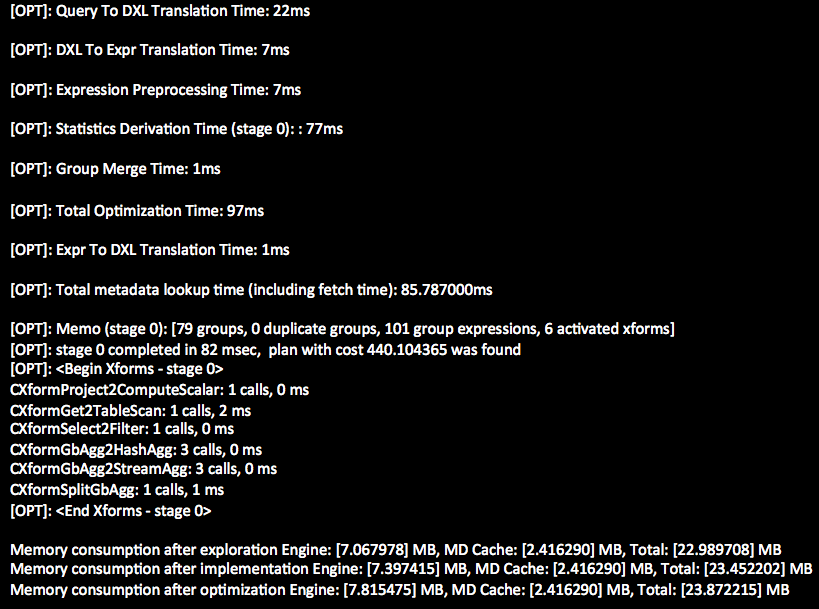 [OPT]: Query To DXL Translation Time: 22ms
[OPT]: DXL To Expr Translation Time: 7ms
[OPT]: Expression Preprocessing Time: 7ms
[OPT]: Statistics Derivation Time (stage 0): : 77ms
[OPT]: Group Merge Time: 1ms
[OPT]: Total Optimization Time: 97ms
[OPT]: Expr To DXL Translation Time: 1ms
[OPT]: Total metadata lookup time (including fetch time): 85.787000ms
[OPT]: Memo (stage 0): [79 groups, 0 duplicate groups, 101 group expressions, 6 activated xforms]
[OPT]: stage 0 completed in 82 msec,  plan with cost 440.104365 was found
[OPT]: <Begin Xforms - stage 0>
CXformProject2ComputeScalar: 1 calls, 0 ms
CXformGet2TableScan: 1 calls, 2 ms
CXformSelect2Filter: 1 calls, 0 ms
CXformGbAgg2HashAgg: 3 calls, 0 ms
CXformGbAgg2StreamAgg: 3 calls, 0 ms
CXformSplitGbAgg: 1 calls, 1 ms
[OPT]: <End Xforms - stage 0>
Memory consumption after exploration Engine: [7.067978] MB, MD Cache: [2.416290] MB, Total: [22.989708] MB
Memory consumption after implementation Engine: [7.397415] MB, MD Cache: [2.416290] MB, Total: [23.452202] MB
Memory consumption after optimization Engine: [7.815475] MB, MD Cache: [2.416290] MB, Total: [23.872215] MB